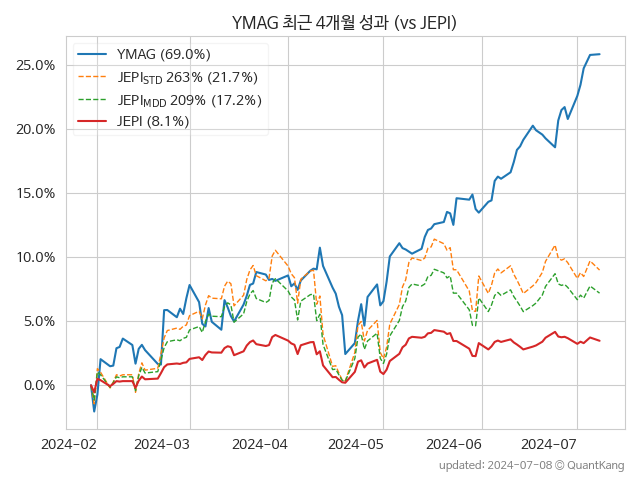 YMAG 최근 4개월 성과 (vs JEPI)
YMAG (69.0%)
JEPI_STD 263% (21.7%)
JEPI_MDD 209% (17.2%)
JEPI (8.1%)
25.0%
20.0%
15.0%
10.0%
5.0%
0.0%
2024-02
2024-03
2024-04
2024-05
2024-06
2024-07
updated: 2024-07-08 © QuantKang